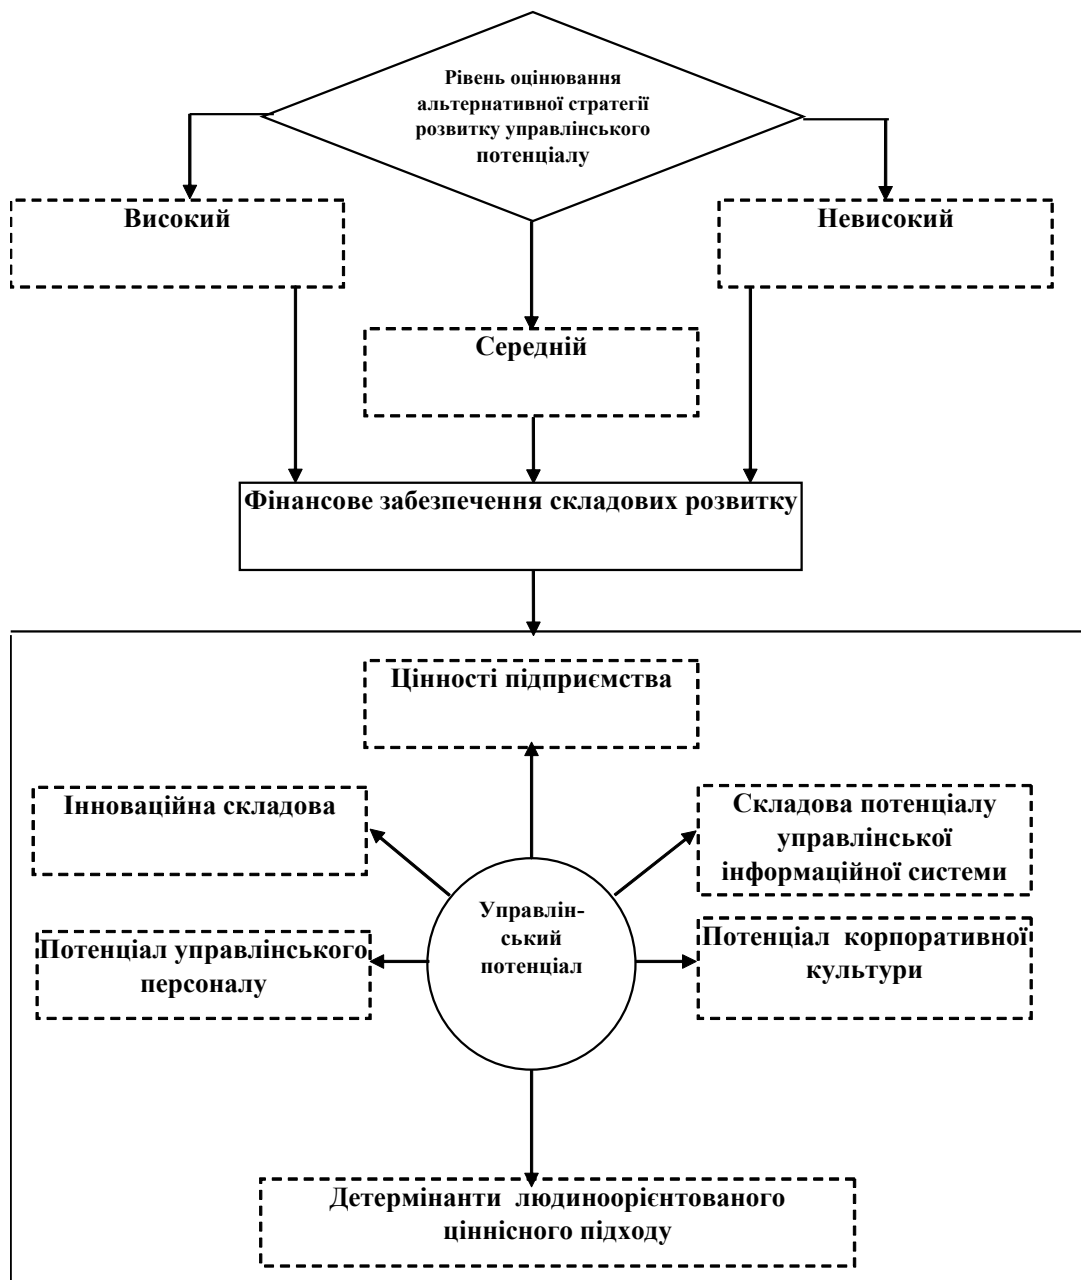 Рівень оцінювання
альтернативної стратегії
розвитку управлінського
потенціалу
Високий
Невисокий
Середній
Фінансове забезпечення складових розвитку
Цінності підприємства
Інноваційна складова
Складова потенціалу
управлінської
інформаційної системи
Управлін-
ський
потенціал
Потенціал управлінського
персоналу
Потенціал корпоративної
культури
Детермінанти людиноорієнтованого
ціннісного підходу